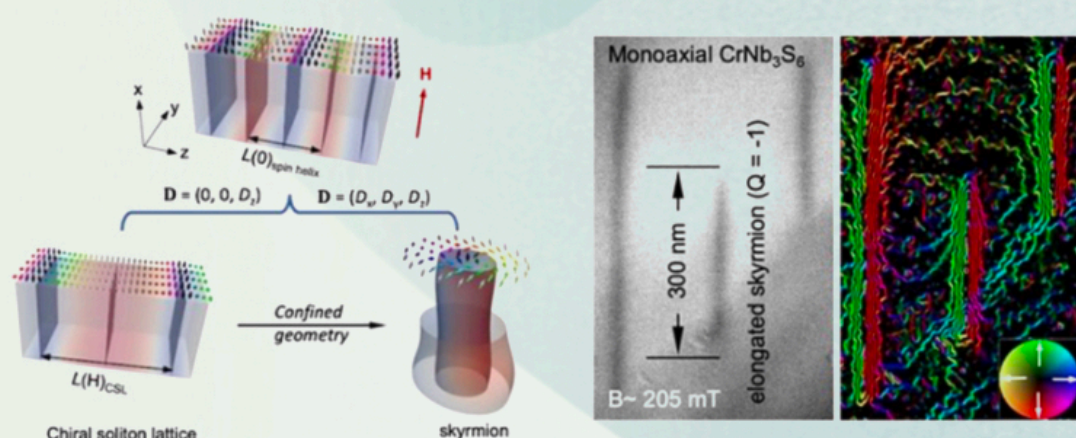 H
x
y
z
L(0)spin helix
D = (0, 0, Dz)
D = (Dx, Dy, Dz)
Confined
geometry
L(H)CSL
Chiral soliton lattice
skyrmion
Monoaxial CrNb₃S₆
300 nm
elongated skyrmion (Q = -1)
B~ 205 mT